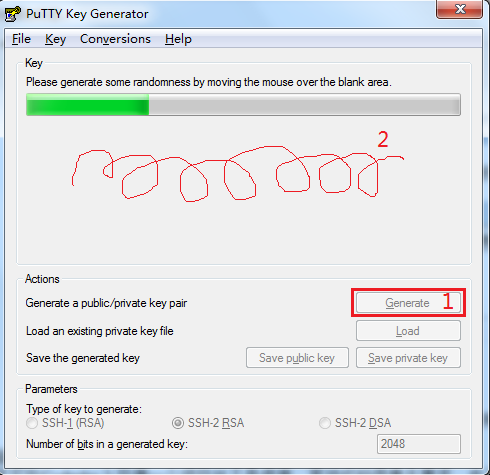 PuTTY Key Generator
File Key Conversions Help
Key
Please generate some randomness by moving the mouse over the blank area.
2
Actions
Generate a public/private key pair
Generate 1
Load an existing private key file
Load
Save the generated key
Save public key
Save private key
Parameters
Type of key to generate:
SSH-1 (RSA)
SSH-2 RSA
SSH-2 DSA
Number of bits in a generated key:
2048